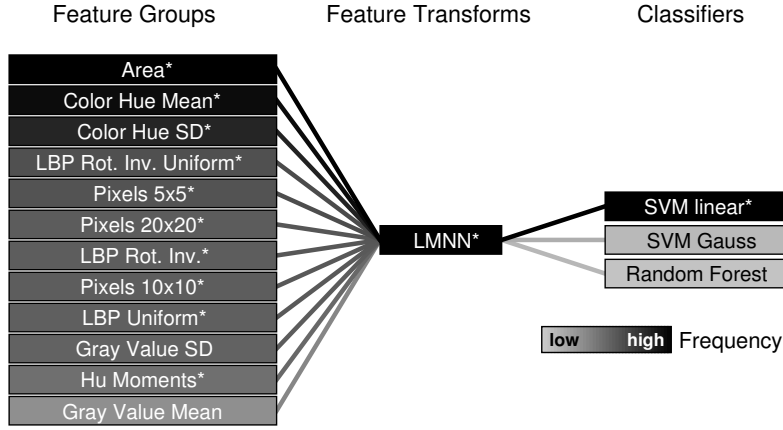 Feature Groups Feature Transforms Classifiers
Area*
Color Hue Mean*
Color Hue SD*
LBP Rot. Inv. Uniform*
Pixels 5x5*
Pixels 20x20*
LBP Rot. Inv.*
Pixels 10x10*
LBP Uniform*
Gray Value SD
Hu Moments*
Gray Value Mean
LMNN*
SVM linear*
SVM Gauss
Random Forest
low high Frequency